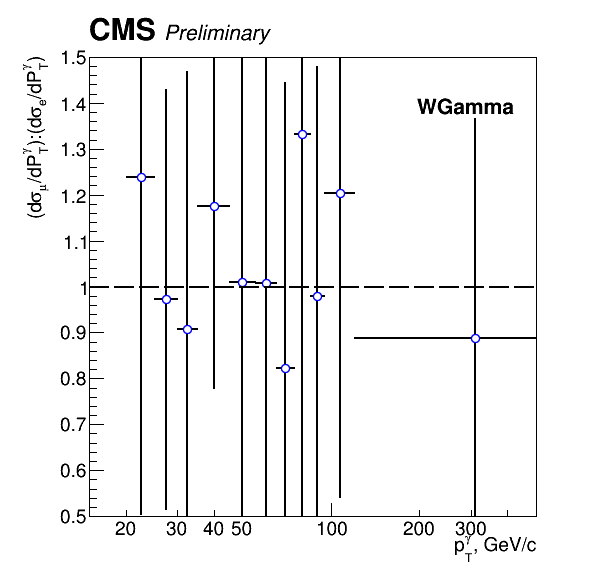 CMS Preliminary
(dσμ/dPTγ):(dσe/dPTγ)
WGamma
1.5
1.4
1.3
1.2
1.1
1
0.9
0.8
0.7
0.6
0.5
20 30 40 50 100 200 300
pTγ, GeV/c